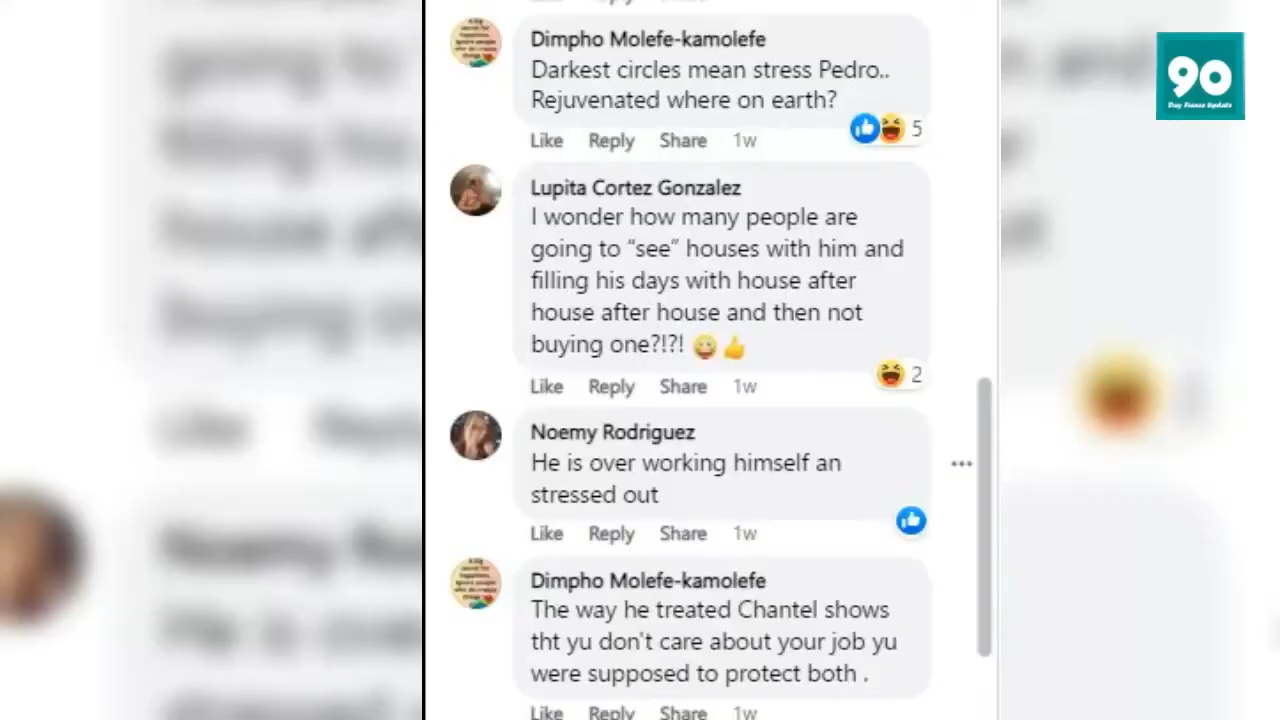 Dimpho Molefe-kamolefe
Darkest circles mean stress Pedro..
Rejuvenated where on earth?
Like Reply Share 1w
5
Lupita Cortez Gonzalez
I wonder how many people are
going to “see” houses with him and
filling his days with house after
house after house and then not
buying one?!?! 😀👍
Like Reply Share 1w
2
Noemy Rodriguez
He is over working himself an
stressed out
Like Reply Share 1w
Dimpho Molefe-kamolefe
The way he treated Chantel shows
tht yu don't care about your job yu
were supposed to protect both .
Like Reply Share 1w
90
Day Fiance Update